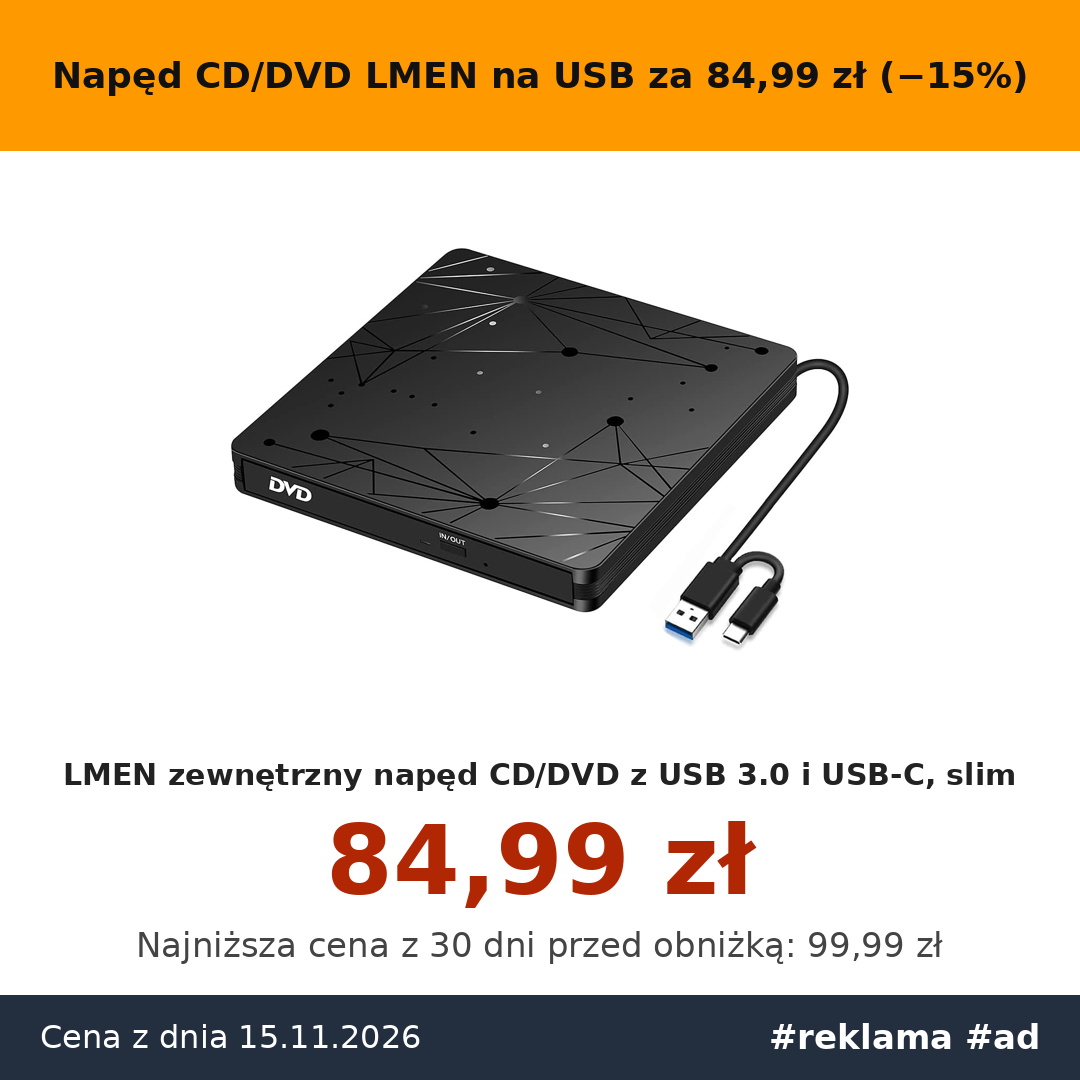 Napęd CD/DVD LMEN na USB za 84,99 zł (−15%)
DVD
IN/OUT
LMEN zewnętrzny napęd CD/DVD z USB 3.0 i USB-C, slim
84,99 zł
Najniższa cena z 30 dni przed obniżką: 99,99 zł
Cena z dnia 15.11.2026
#reklama #ad